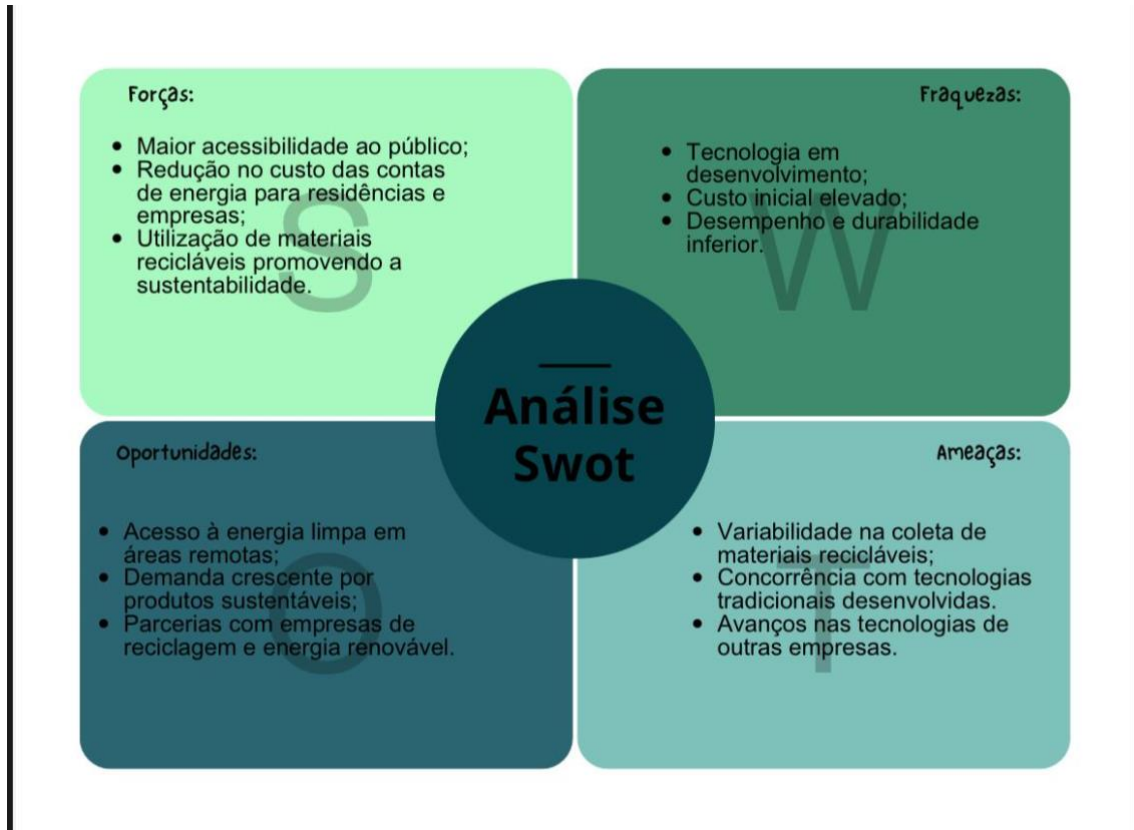 Forças:
• Maior acessibilidade ao público;
• Redução no custo das contas
de energia para residências e
empresas;
• Utilização de materiais
recicláveis promovendo a
sustentabilidade.
S
Fraquezas:
• Tecnologia em
desenvolvimento;
• Custo inicial elevado;
• Desempenho e durabilidade
inferior.
W
Análise
Swot
Oportunidades:
• Acesso à energia limpa em
áreas remotas;
• Demanda crescente por
produtos sustentáveis;
• Parcerias com empresas de
reciclagem e energia renovável.
O
Ameaças:
• Variabilidade na coleta de
materiais recicláveis;
• Concorrência com tecnologias
tradicionais desenvolvidas.
• Avanços nas tecnologias de
outras empresas.
T